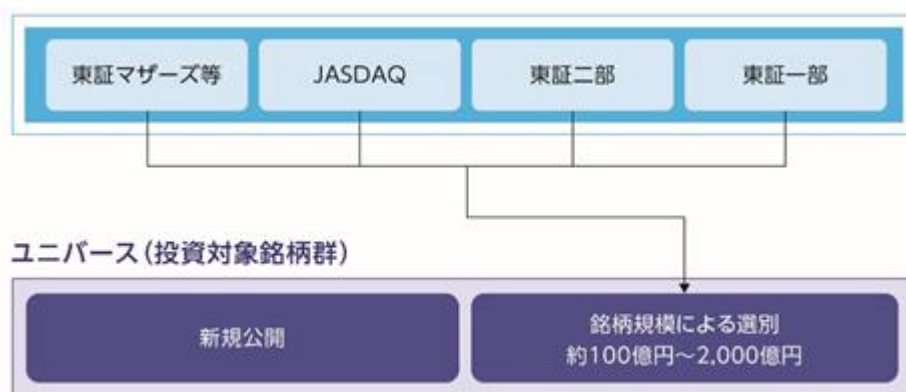 東証マザーズ等
JASDAQ
東証二部
東証一部
ユニバース(投資対象銘柄群)
新規公開
銘柄規模による選別
約100億円〜2,000億円